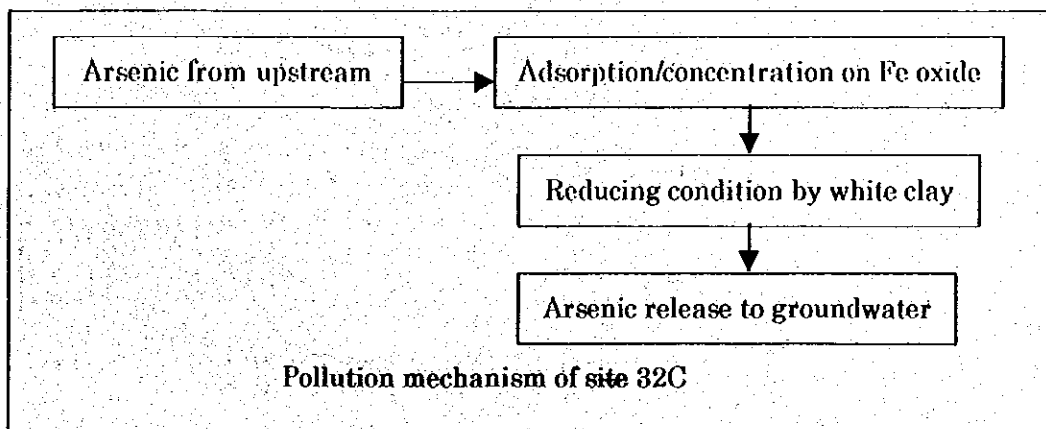 Arsenic from upstream
Adsorption/concentration on Fe oxide
Reducing condition by white clay
Arsenic release to groundwater
Pollution mechanism of site 32C